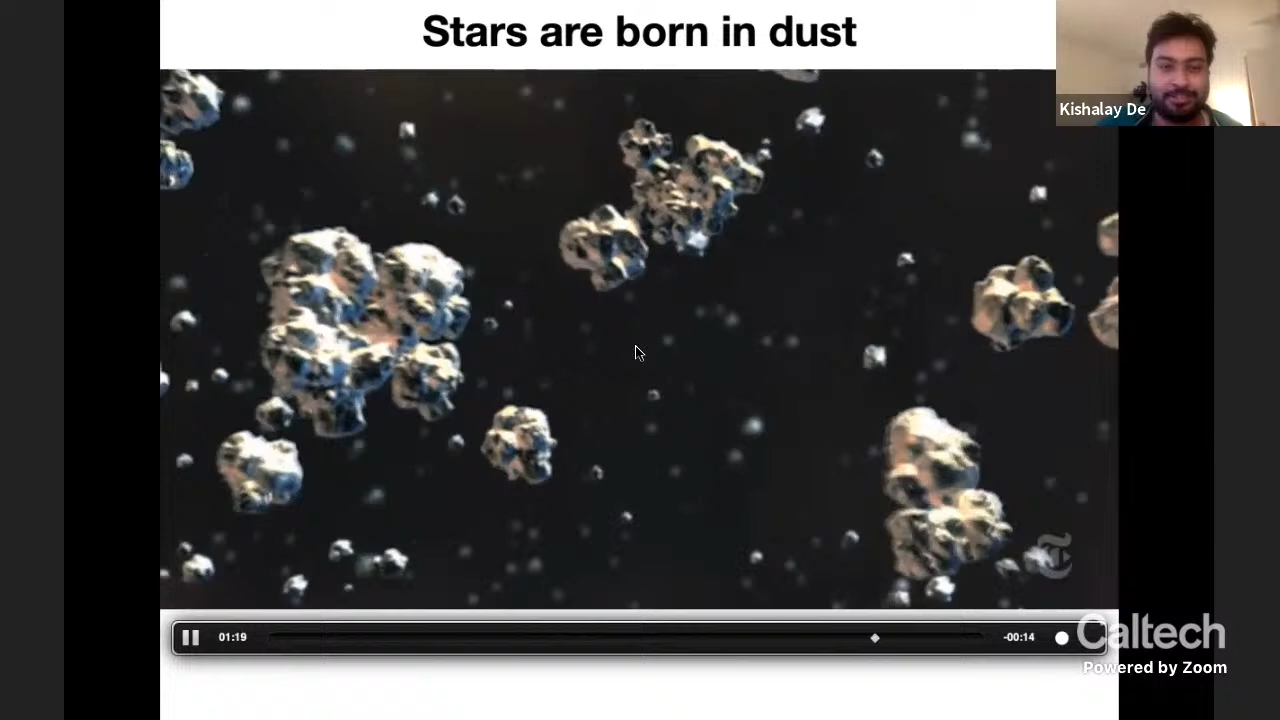 Stars are born in dust
Kishalay De
01:19
-00:14
Caltech
Powered by Zoom